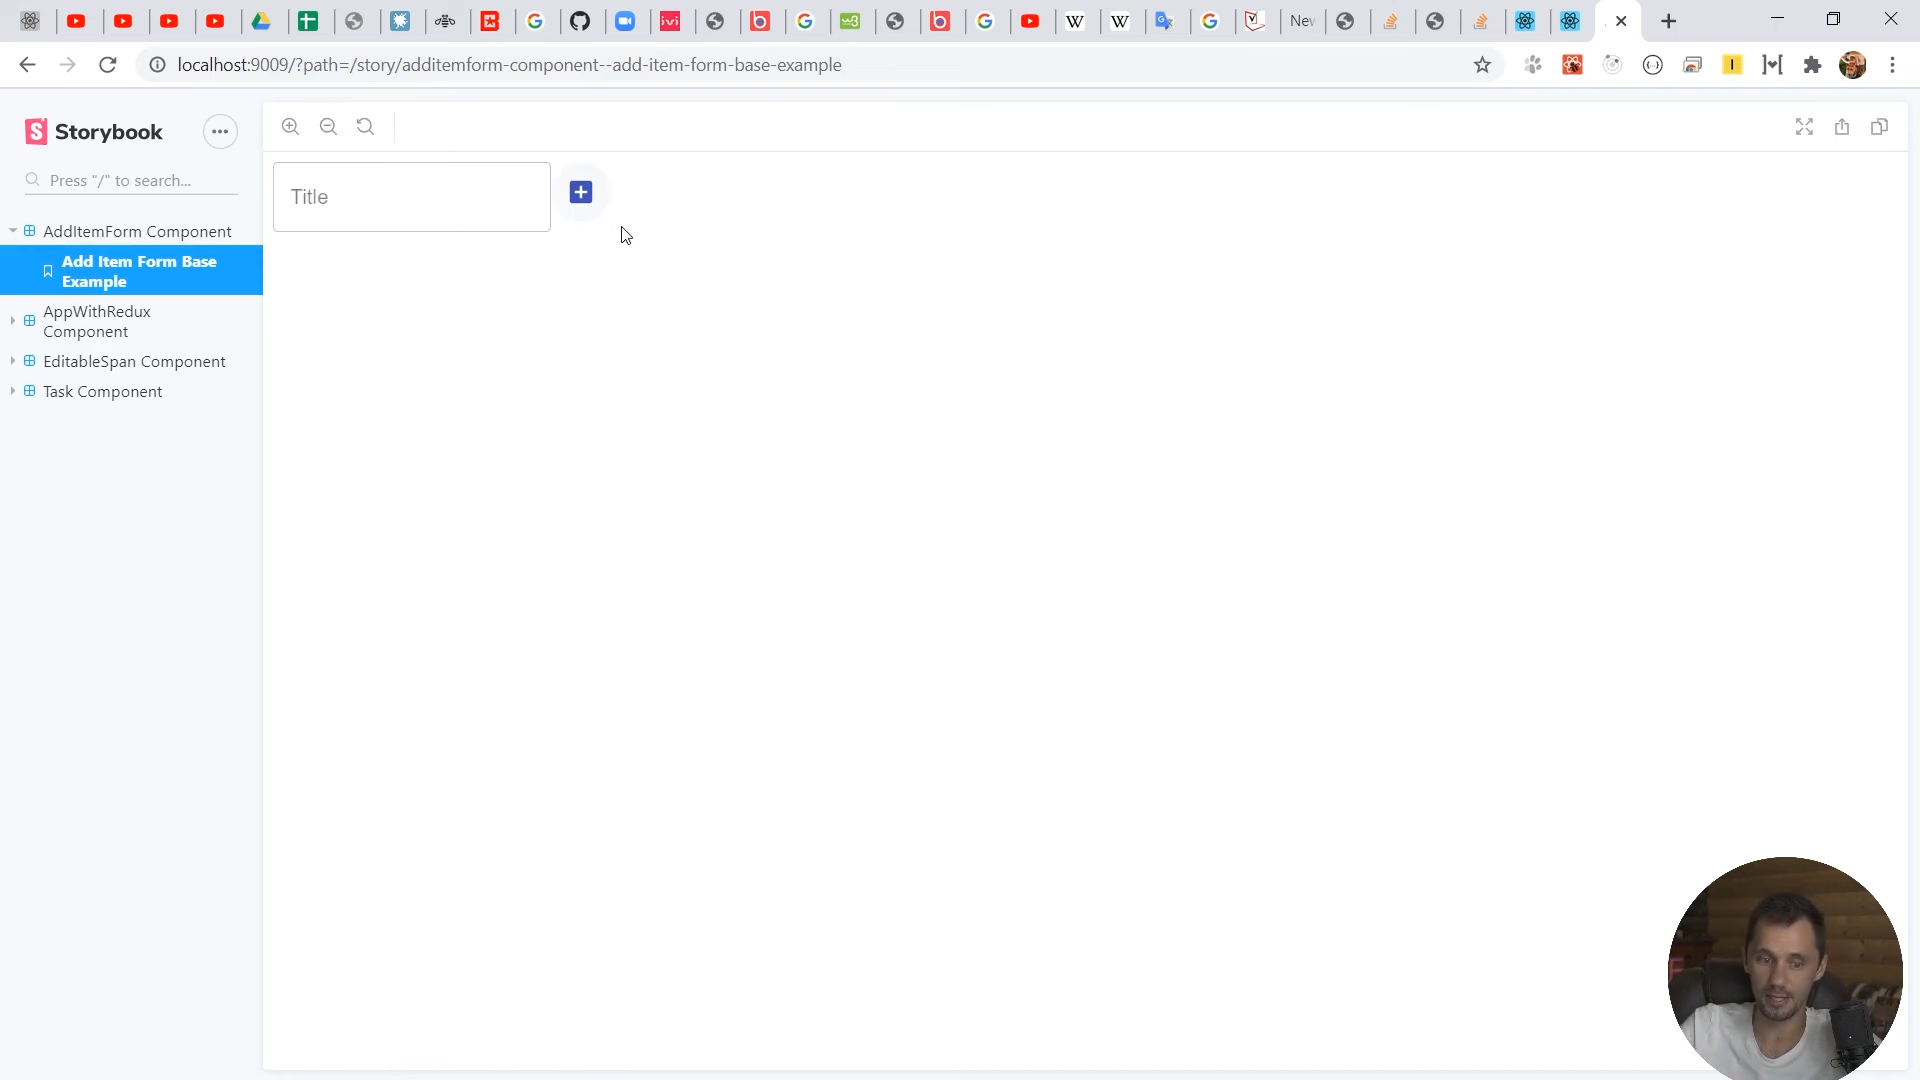 New
localhost:9009/?path=/story/additemform-component--add-item-form-base-example
Storybook
Press "/" to search...
AddItemForm Component
Add Item Form Base
Example
AppWithRedux
Component
EditableSpan Component
Task Component
Title